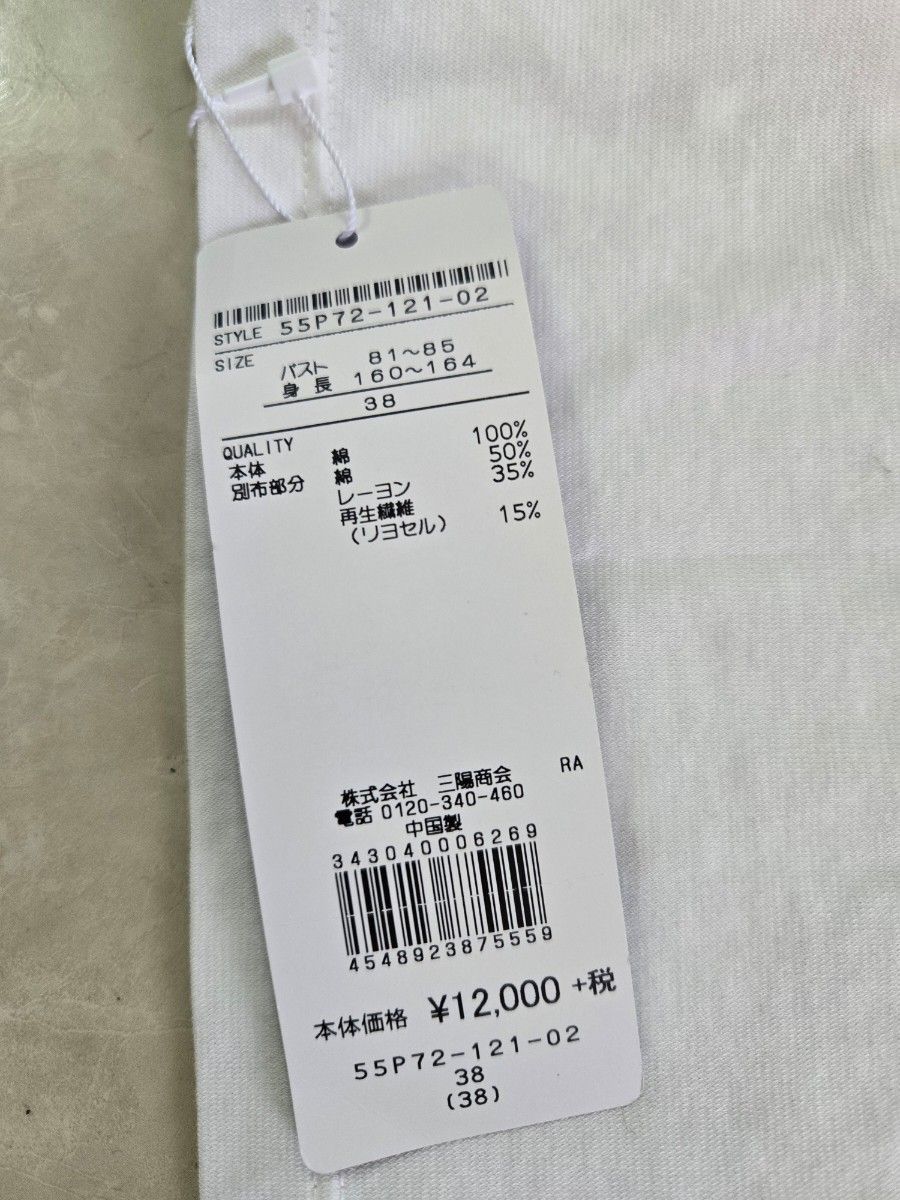 STYLE 55P72-121-02
SIZE
バスト 81～85
身長 160～164
38
QUALITY
本体 綿 100%
別布部分 綿 50%
レーヨン 35%
再生繊維
(リヨセル) 15%
RA
株式会社 三陽商会
電話 0120-340-460
中国製
343040006269
4548923875559
本体価格 ¥12,000 +税
55P72-121-02
38
(38)